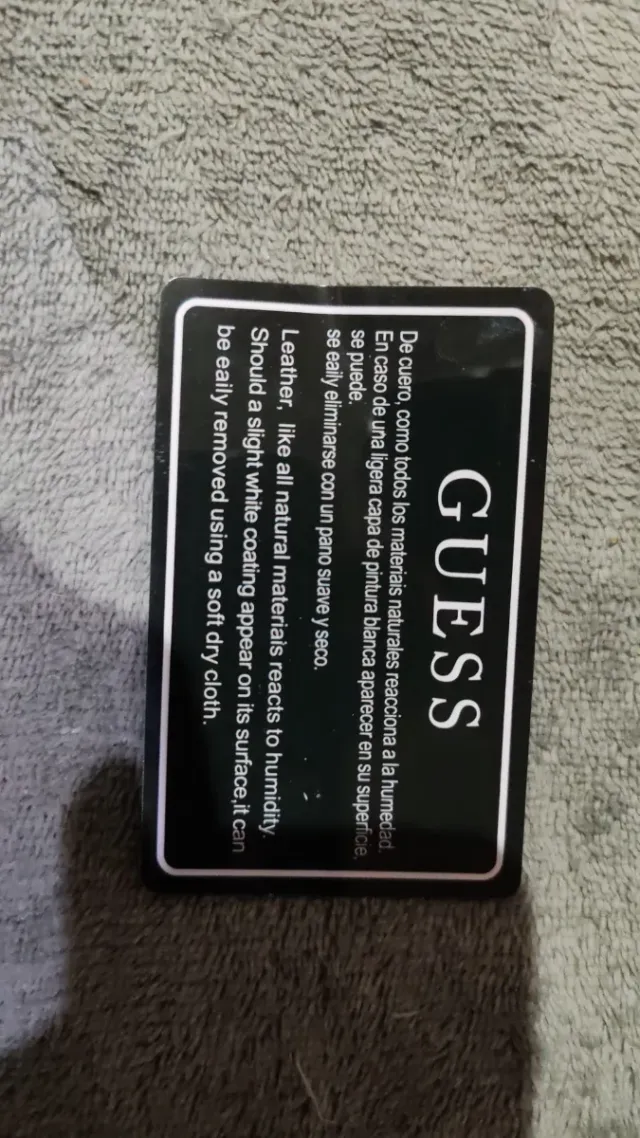 GUESS
De cuero, como todos los materiais naturales reacciona a la humedad.
En caso de una ligera capa de pintura blanca aparecer en su superficie.
se puede.
se eaily eliminarse con un pano suave y seco.
Leather, like all natural materiais reacts to humidity.
Should a slight white coating appear on its surface,it can
be eaily removed using a soft dry cloth.